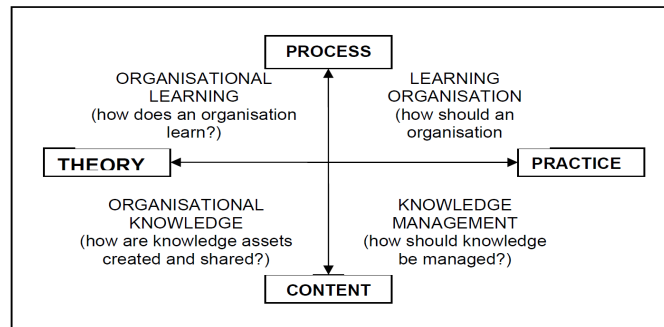 PROCESS
ORGANISATIONAL
LEARNING
(how does an organisation
learn?)
LEARNING
ORGANISATION
(how should an
organisation
THEORY
PRACTICE
ORGANISATIONAL
KNOWLEDGE
(how are knowledge assets
created and shared?)
KNOWLEDGE
MANAGEMENT
(how should knowledge
be managed?)
CONTENT